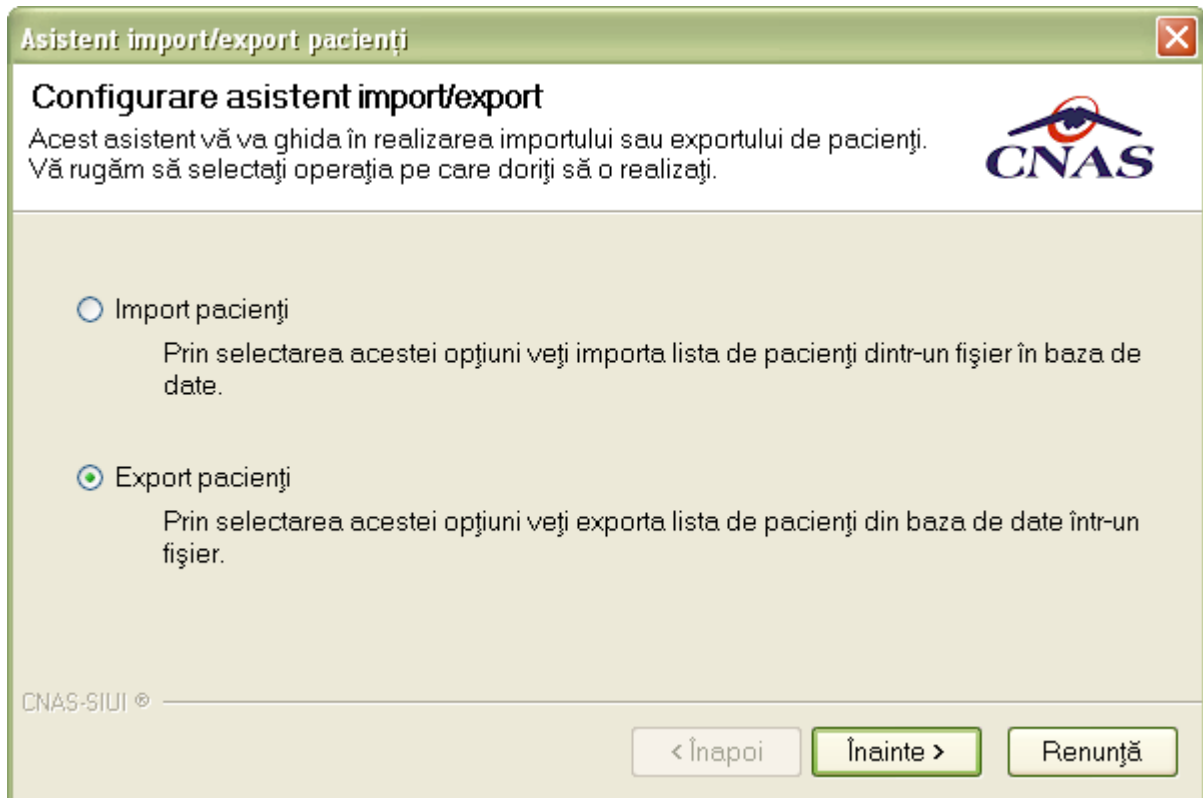 Asistent import/export pacienţi
Configurare asistent import/export
Acest asistent vă va ghida în realizarea importului sau exportului de pacienţi.
Vă rugăm să selectaţi operaţia pe care doriţi să o realizaţi.
CNAS
Import pacienţi
Prin selectarea acestei opţiuni veţi importa lista de pacienţi dintr-un fişier în baza de
date.
Export pacienţi
Prin selectarea acestei opţiuni veţi exporta lista de pacienţi din baza de date într-un
fişier.
CNAS-SIUI ®
< Înapoi
Înainte >
Renunţă